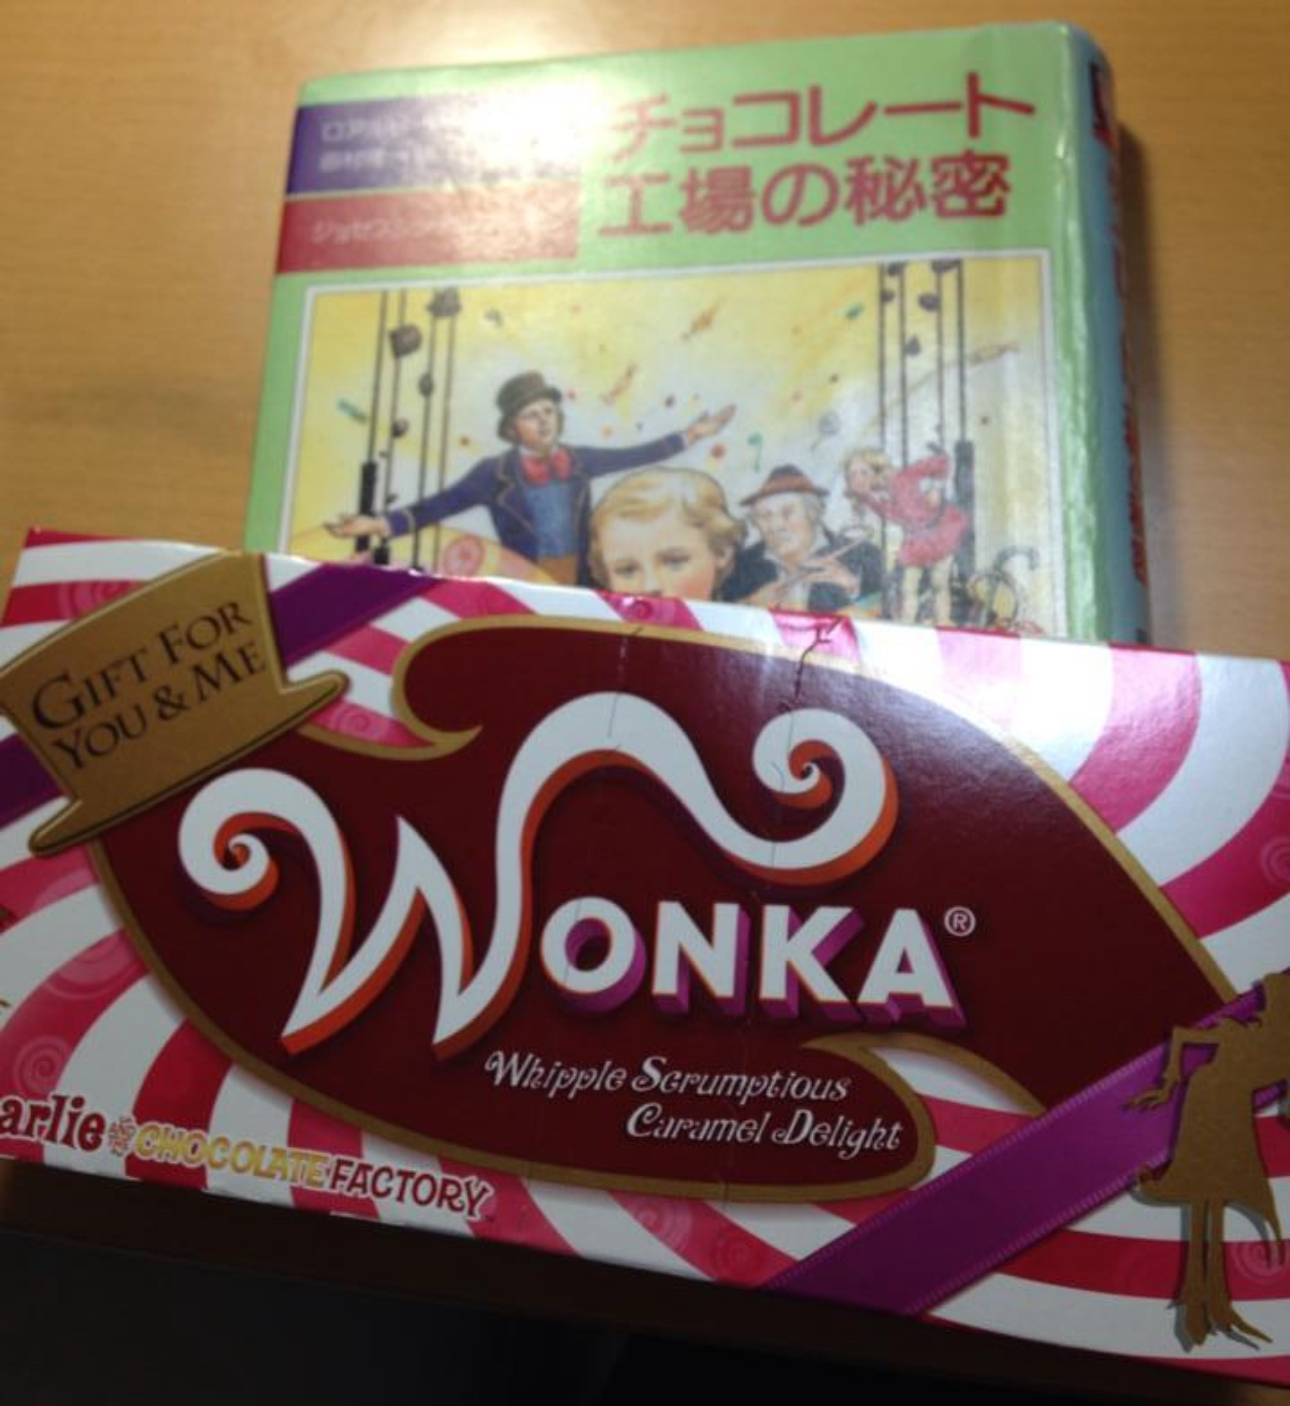 チョコレート
工場の秘密
GIFT FOR
YOU & ME
WONKA®
Whipple Scrumptious
Caramel Delight
arlie CHOCOLATE FACTORY